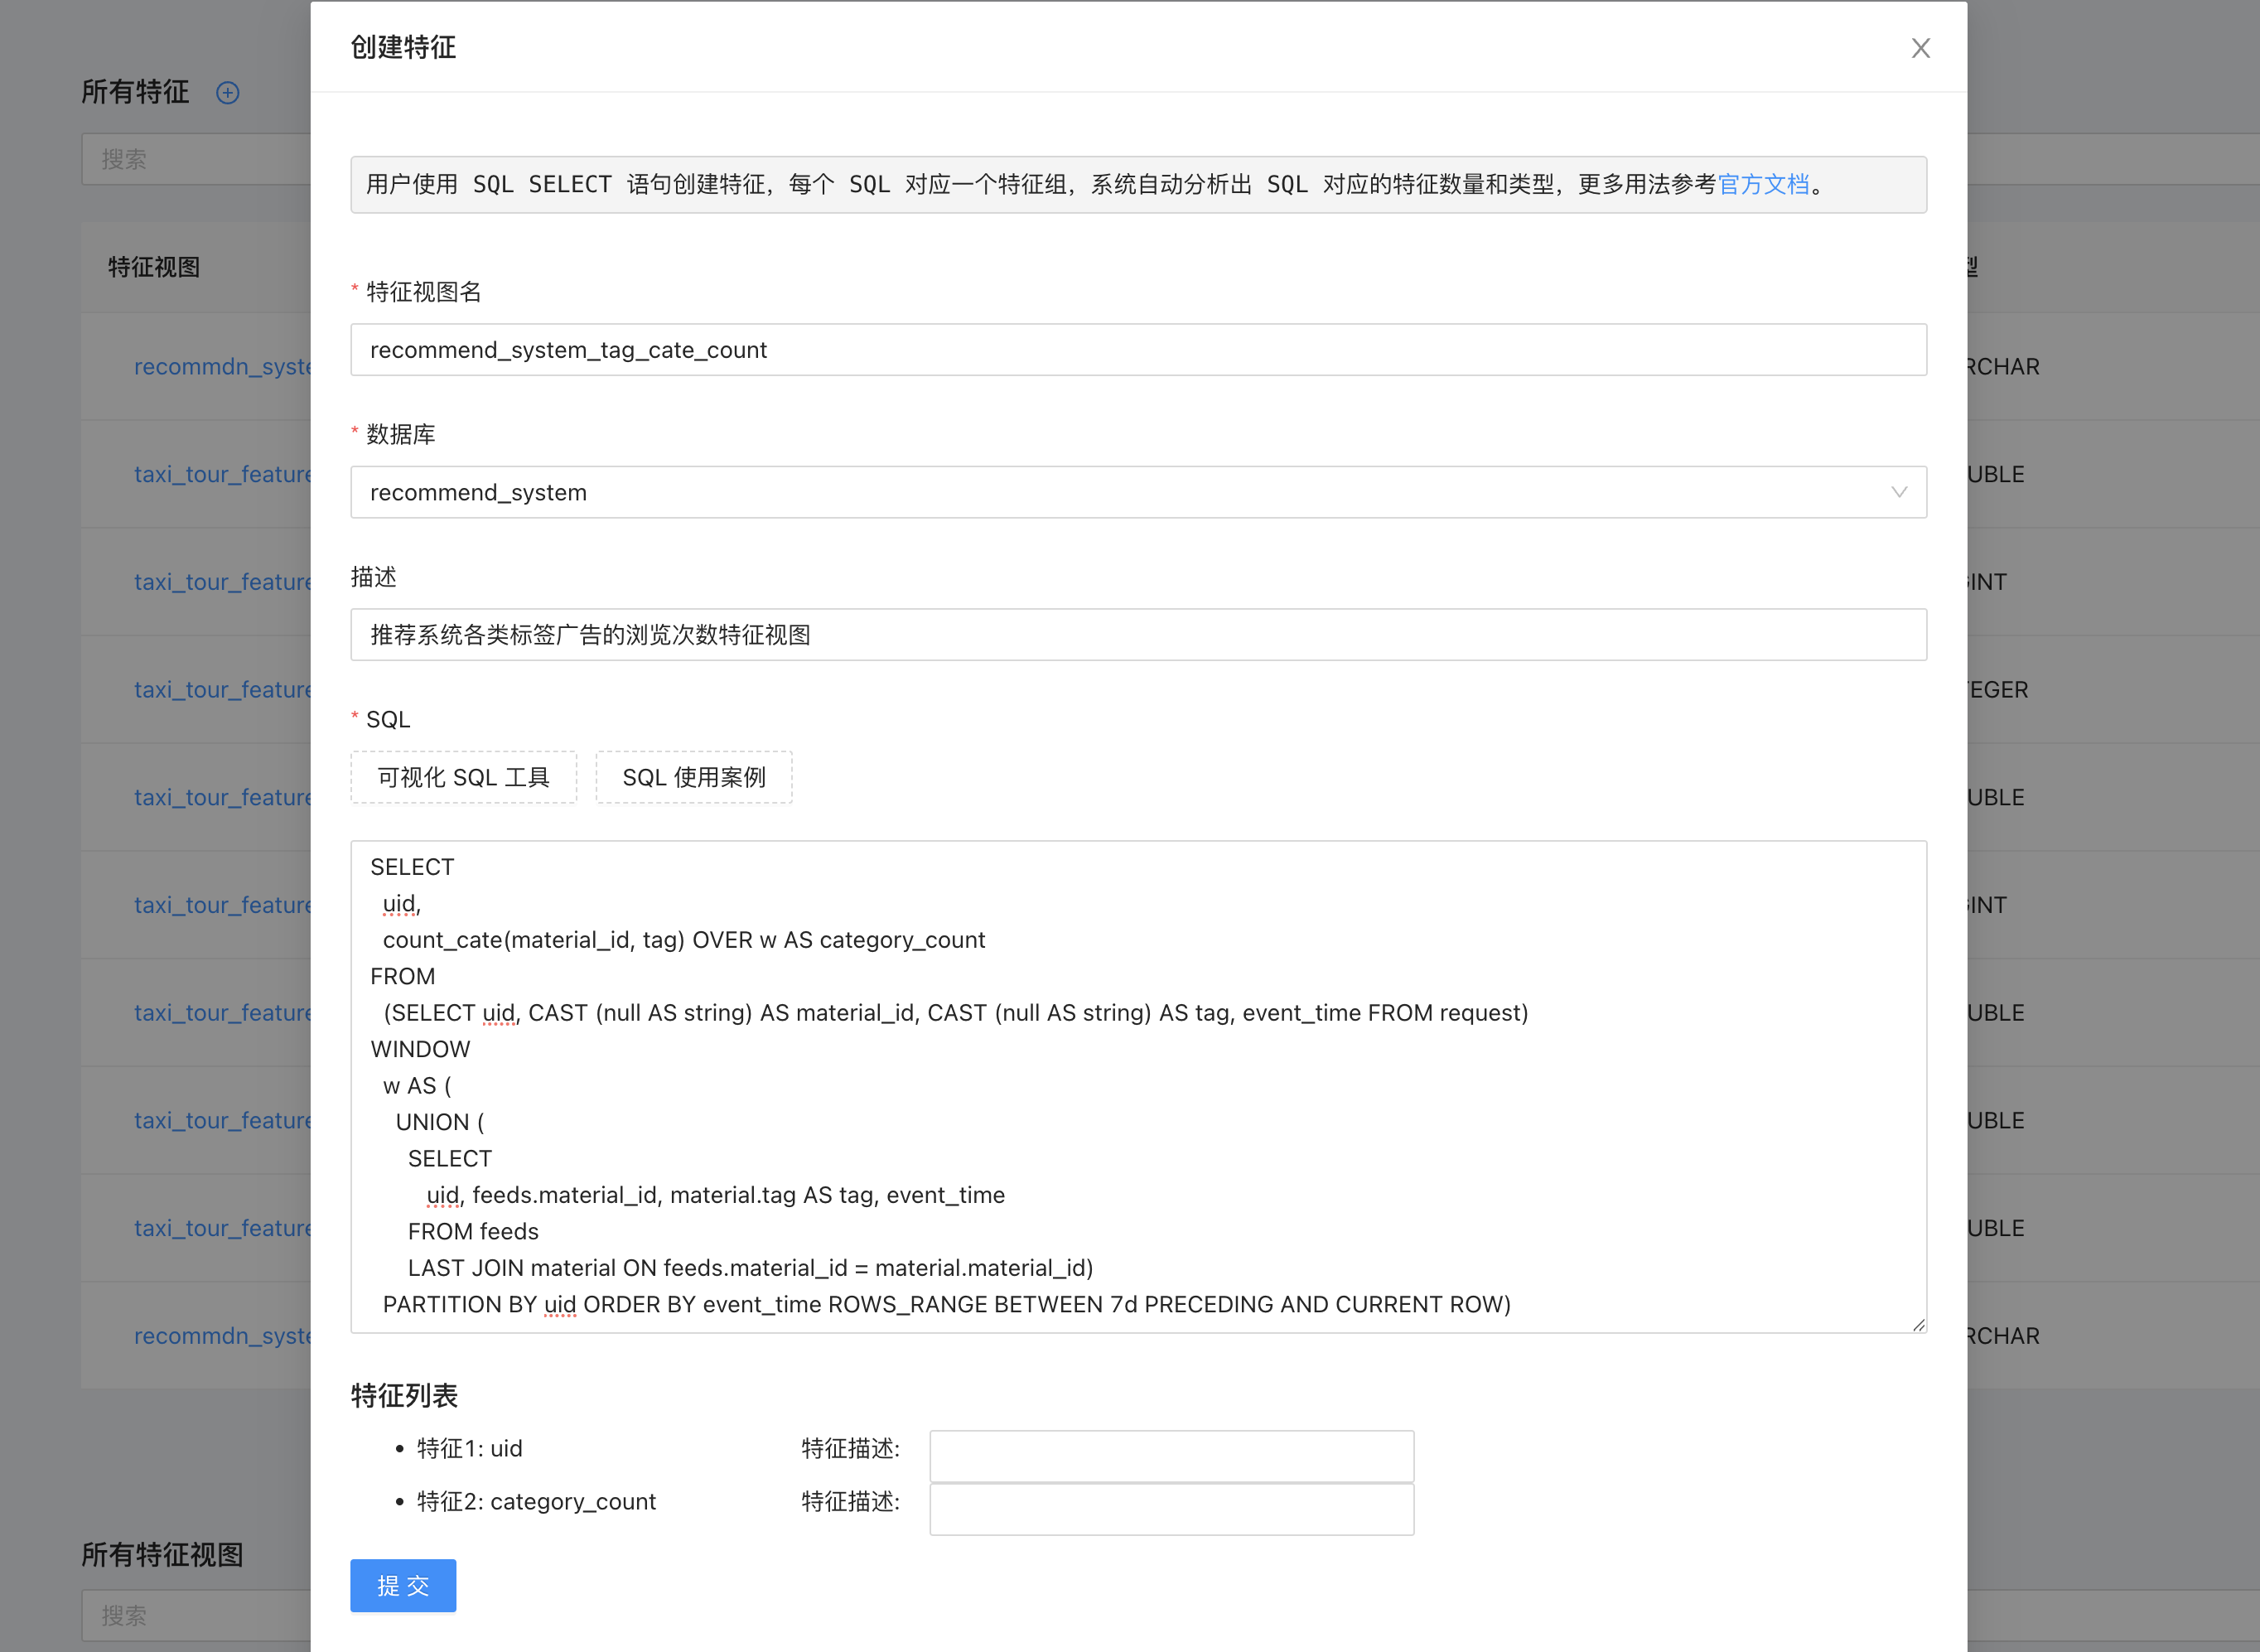 创建特征
所有特征
搜索
用户使用 SQL SELECT 语句创建特征，每个 SQL 对应一个特征组，系统自动分析出 SQL 对应的特征数量和类型，更多用法参考官方文档。
特征视图
型
* 特征视图名
recommend_system_tag_cate_count
recommdn_syste
RCHAR
* 数据库
taxi_tour_feature
UBLE
recommend_system
描述
taxi_tour_feature
INT
推荐系统各类标签广告的浏览次数特征视图
taxi_tour_feature
TEGER
* SQL
可视化 SQL 工具
SQL 使用案例
taxi_tour_feature
UBLE
SELECT
uid,
taxi_tour_feature
INT
count_cate(material_id, tag) OVER w AS category_count
FROM
(SELECT uid, CAST (null AS string) AS material_id, CAST (null AS string) AS tag, event_time FROM request)
taxi_tour_feature
UBLE
WINDOW
w AS (
UNION (
taxi_tour_feature
UBLE
SELECT
uid, feeds.material_id, material.tag AS tag, event_time
FROM feeds
taxi_tour_feature
UBLE
LAST JOIN material ON feeds.material_id = material.material_id)
PARTITION BY uid ORDER BY event_time ROWS_RANGE BETWEEN 7d PRECEDING AND CURRENT ROW)
recommdn_syste
RCHAR
特征列表
• 特征1: uid
特征描述:
• 特征2: category_count
特征描述:
所有特征视图
提 交
搜索